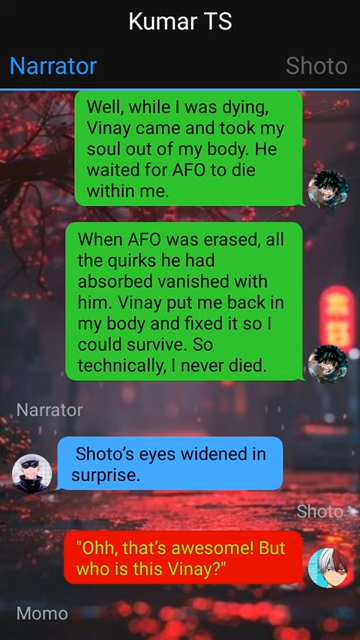 Kumar TS
Narrator Shoto
Well, while I was dying,
Vinay came and took my
soul out of my body. He
waited for AFO to die
within me.
When AFO was erased, all
the quirks he had
absorbed vanished with
him. Vinay put me back in
my body and fixed it so I
could survive. So
technically, I never died.
Narrator
Shoto’s eyes widened in
surprise.
Shoto
"Ohh, that’s awesome! But
who is this Vinay?"
Momo